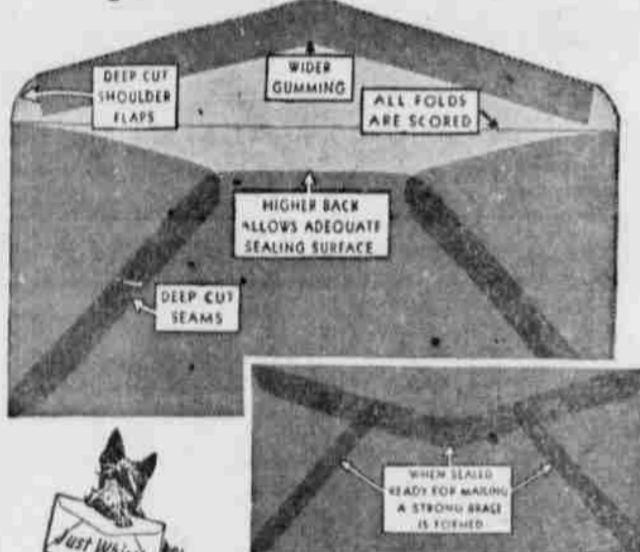 DEEP CUT
SHOULDER
FLAPS
WIDER
GUMMING
ALL FOLDS
ARE SCORED
HIGHER BACK
ALLOWS ADEQUATE
SEALING SURFACE
DEEP CUT
SEAMS
WHEN SEALED
READY FOR MAILING
A STRONG BRACE
IS FORMED
Just